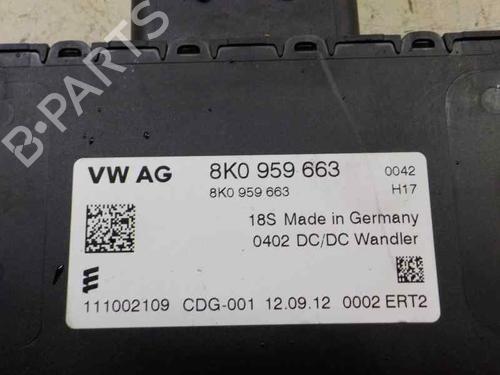 B-PARTS
VW AG 8K0 959 663 0042
8K0 959 663 H17
18S Made in Germany
0402 DC/DC Wandler
111002109 CDG-001 12.09.12 0002 ERT2